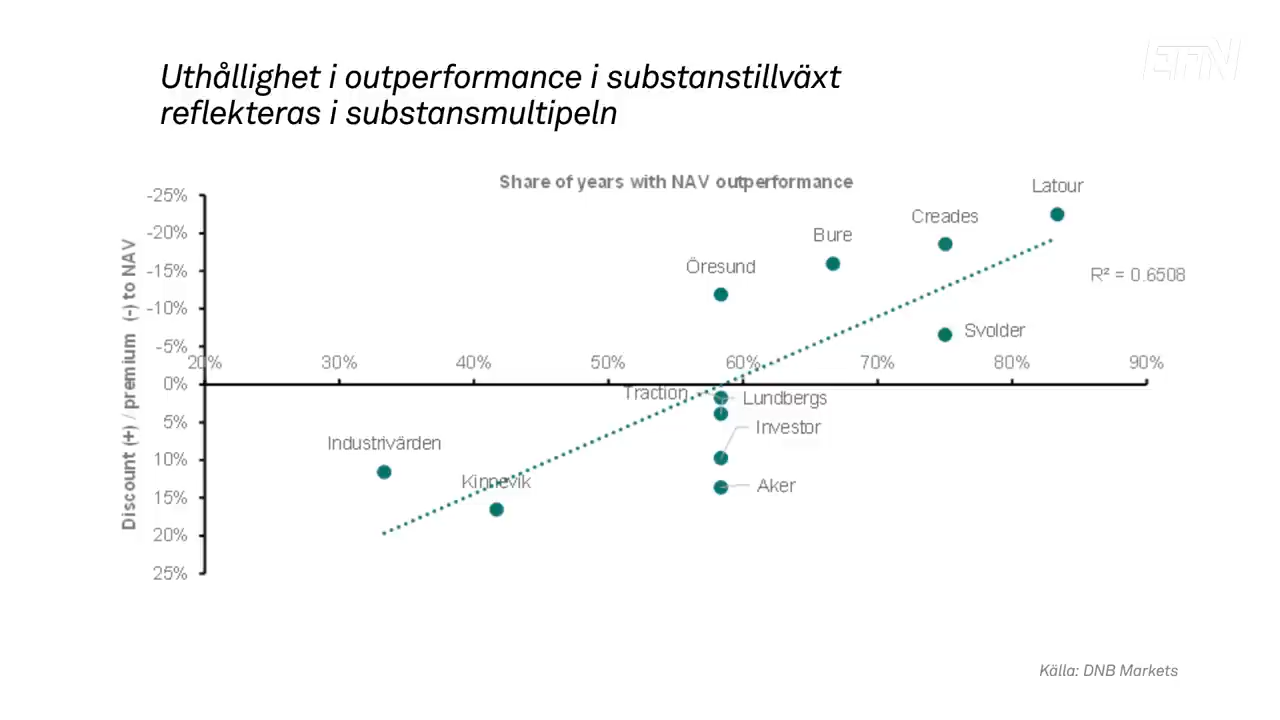 ETN
Uthållighet i outperformance i substanstillväxt
reflekteras i substansmultipeln
Share of years with NAV outperformance
Discount (+) / premium (-) to NAV
-25%
-20%
-15%
-10%
-5%
0%
5%
10%
15%
20%
25%
20%
30%
40%
50%
60%
70%
80%
90%
Latour
Creades
Bure
Öresund
R² = 0.6508
Svolder
Traction
Lundbergs
Investor
Industrivärden
Kinnevik
Aker
Källa: DNB Markets